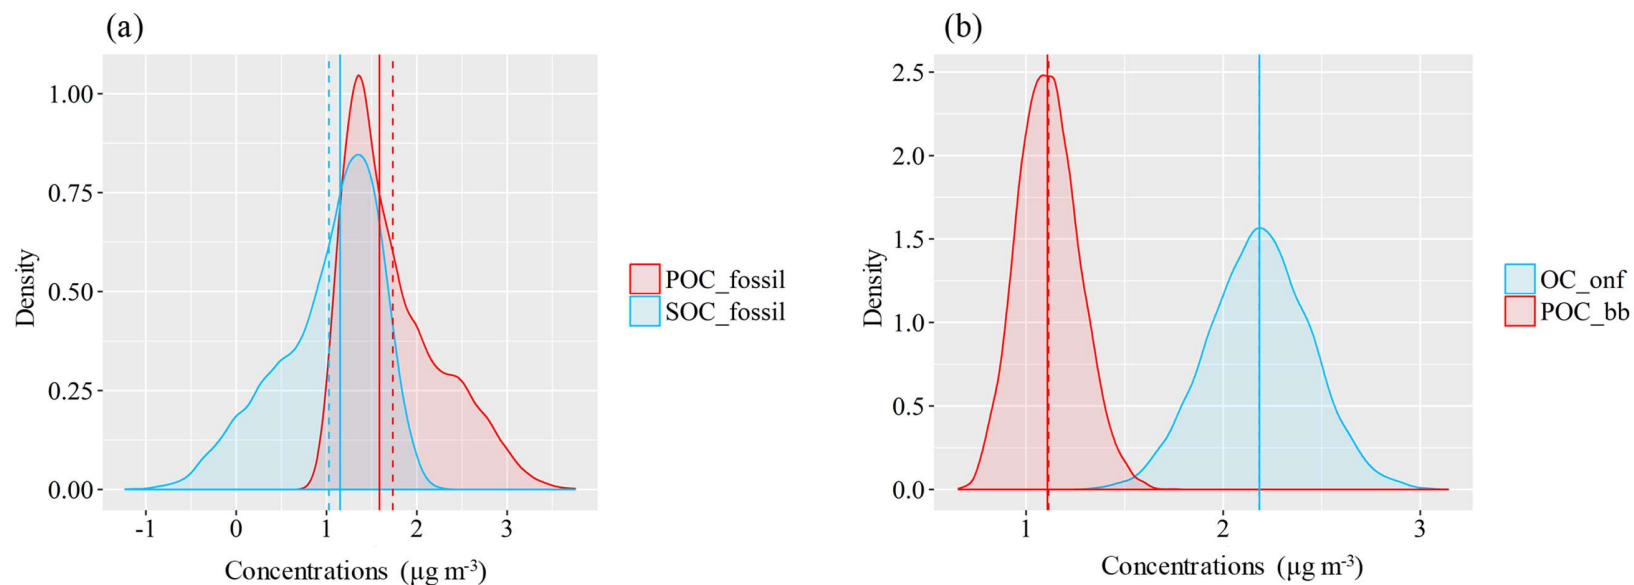 (a)
1.00
0.75
0.50
0.25
0.00
Density
-1 0 1 2 3
Concentrations (μg m⁻³)
POC_fossil
SOC_fossil
(b)
2.5
2.0
1.5
1.0
0.5
0.0
Density
1 2 3
Concentrations (μg m⁻³)
OC_onf
POC_bb